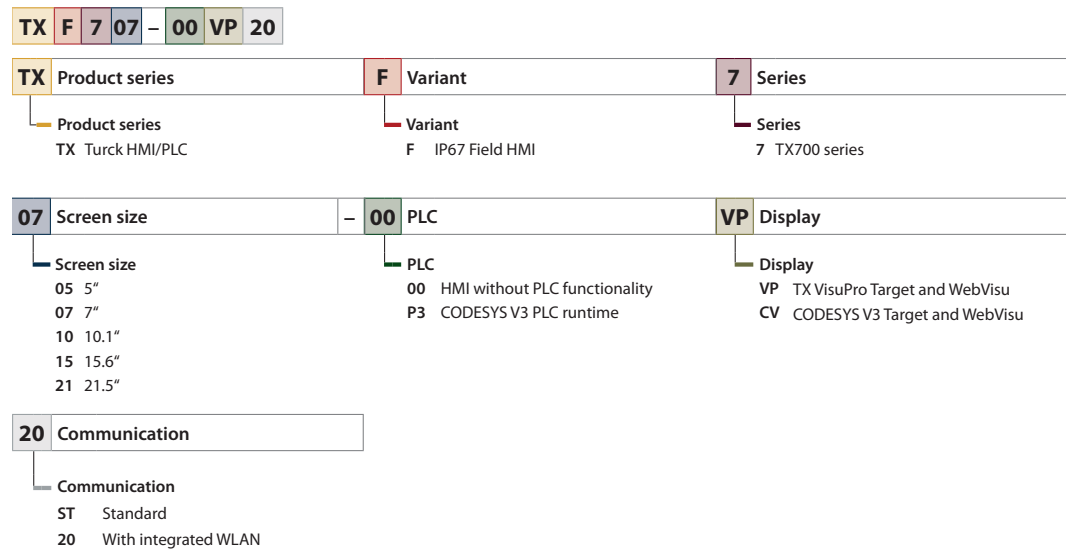 TX F 7 07 – 00 VP 20
TX Product series
F Variant
7 Series
Product series
TX Turck HMI/PLC
Variant
F IP67 Field HMI
Series
7 TX700 series
07 Screen size
– 00 PLC
VP Display
Screen size
05 5“
07 7“
10 10.1“
15 15.6“
21 21.5“
PLC
00 HMI without PLC functionality
P3 CODESYS V3 PLC runtime
Display
VP TX VisuPro Target and WebVisu
CV CODESYS V3 Target and WebVisu
20 Communication
Communication
ST Standard
20 With integrated WLAN